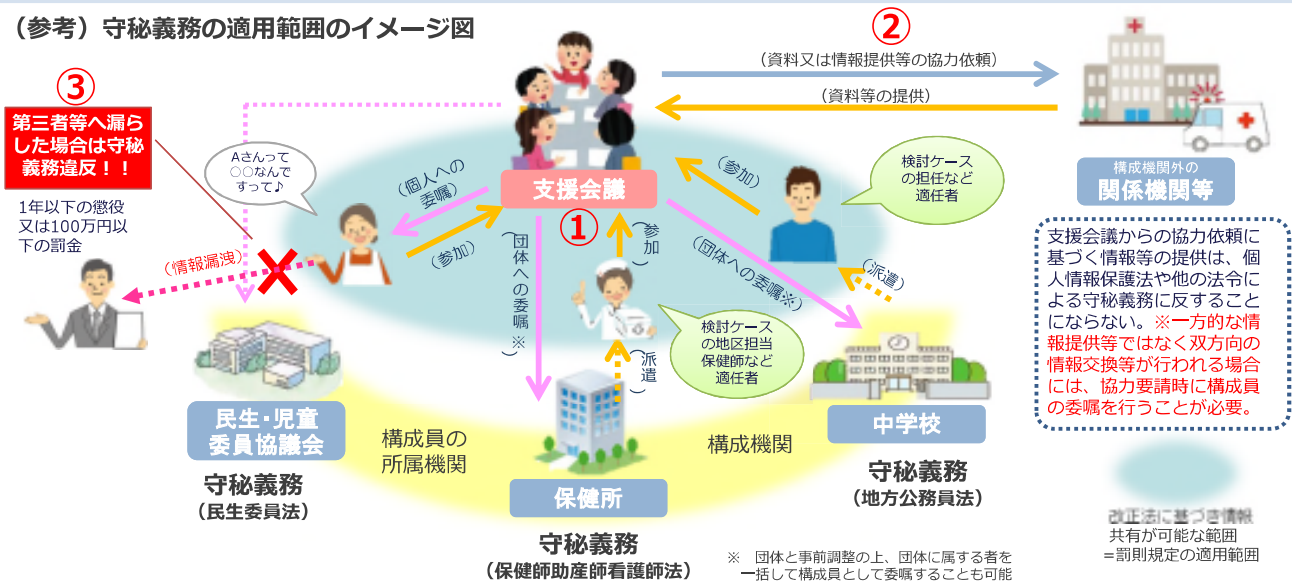 （参考）守秘義務の適用範囲のイメージ図
②
（資料又は情報提供等の協力依頼）
（資料等の提供）
③
第三者等へ漏ら
した場合は守秘
義務違反！！
1年以下の懲役
又は100万円以
下の罰金
Aさんって
○○なんで
すって♪
（個人への
委嘱）
（参加）
（情報漏洩）
支援会議
①
（団体への委嘱※）
（参加）
（参加）
（団体への委嘱※）
（派遣）
（派遣）
検討ケース
の担任など
適任者
検討ケース
の地区担当
保健師など
適任者
構成機関外の
関係機関等
支援会議からの協力依頼に
基づく情報等の提供は、個
人情報保護法や他の法令に
よる守秘義務に反すること
にならない。※一方的な情
報提供等ではなく双方向の
情報交換等が行われる場合
には、協力要請時に構成員
の委嘱を行うことが必要。
民生・児童
委員協議会
守秘義務
（民生委員法）
構成員の
所属機関
保健所
守秘義務
（保健師助産師看護師法）
構成機関
中学校
守秘義務
（地方公務員法）
※　団体と事前調整の上、団体に属する者を
一括して構成員として委嘱することも可能
改正法に基づき情報
共有が可能な範囲
=罰則規定の適用範囲